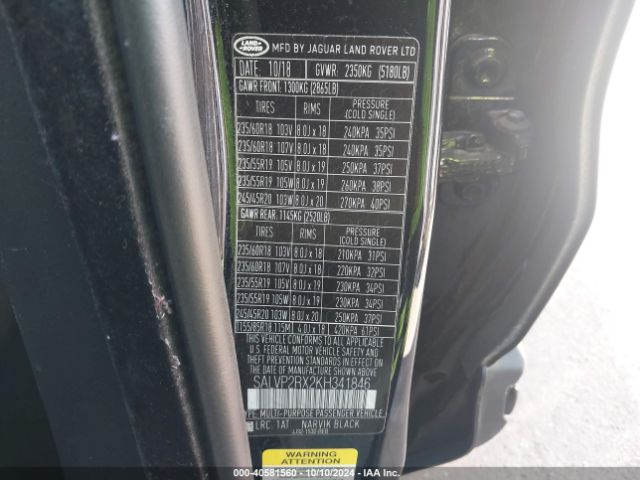 LAND ROVER MFD BY JAGUAR LAND ROVER LTD
DATE: 10/18 GVWR: 2350KG (5180LB)
GAWR FRONT: 1300KG (2865LB)
TIRES RIMS PRESSURE (COLD SINGLE)
235/60R18 103V 8.0J x 18 240KPA 35PSI
235/60R18 107V 8.0J x 18 240KPA 35PSI
235/55R19 105V 8.0J x 19 250KPA 37PSI
235/55R19 105W 8.0J x 19 260KPA 38PSI
245/45R20 103W 8.0J x 20 270KPA 40PSI
GAWR REAR: 1145KG (2520LB)
TIRES RIMS PRESSURE (COLD SINGLE)
235/60R18 103V 8.0J x 18 210KPA 31PSI
235/60R18 107V 8.0J x 18 220KPA 32PSI
235/55R19 105V 8.0J x 19 230KPA 34PSI
235/55R19 105W 8.0J x 19 230KPA 34PSI
245/45R20 103W 8.0J x 20 250KPA 37PSI
T155/85R18 115M 4.0J x 18 420KPA 61PSI
THIS VEHICLE CONFORMS TO ALL APPLICABLE
U.S. FEDERAL MOTOR VEHICLE SAFETY
AND THEFT PREVENTION STANDARDS IN EFFECT
ON THE DATE OF MANUFACTURE SHOWN ABOVE.
SALVP2RX2KH341846
TYPE: MULTI-PURPOSE PASSENGER VEHICLE
LRC: 1AT NARVIK BLACK
WARNING
ATTENTION
000-40581560 - 10/10/2024 - IAA Inc.